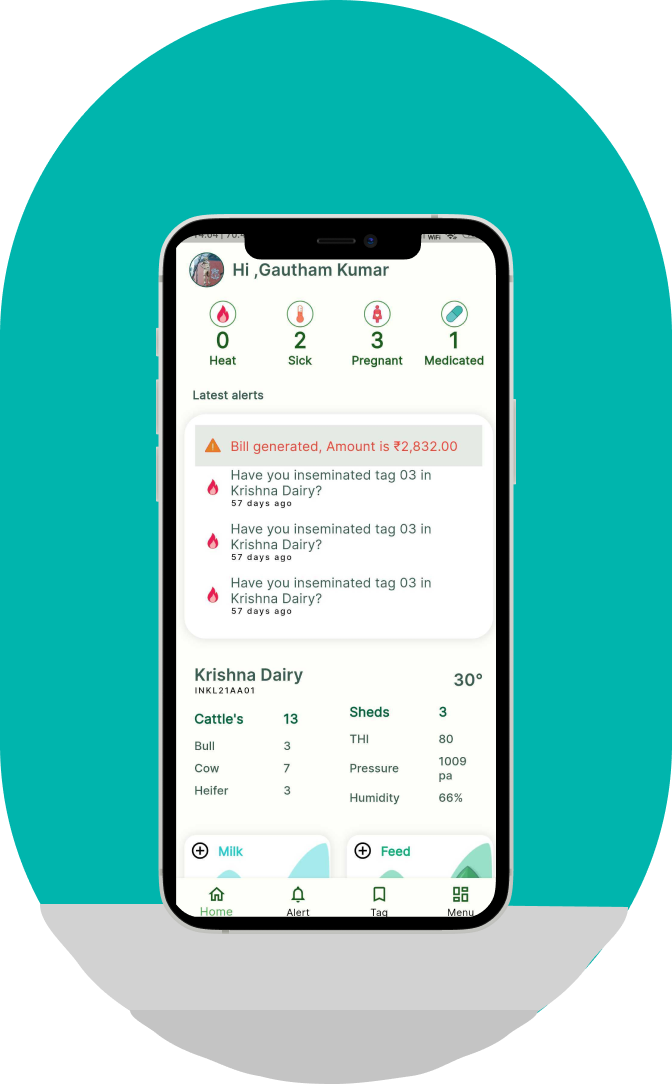 WiFi
Hi ,Gautham Kumar
0 2 3 1
Heat Sick Pregnant Medicated
Latest alerts
Bill generated, Amount is ₹2,832.00
Have you inseminated tag 03 in
Krishna Dairy?
57 days ago
Have you inseminated tag 03 in
Krishna Dairy?
57 days ago
Have you inseminated tag 03 in
Krishna Dairy?
57 days ago
Krishna Dairy
30°
INKL21AA01
Cattle's 13
Bull 3
Cow 7
Heifer 3
Sheds 3
THI 80
Pressure 1009
pa
Humidity 66%
Milk Feed
Home Alert Tag Menu